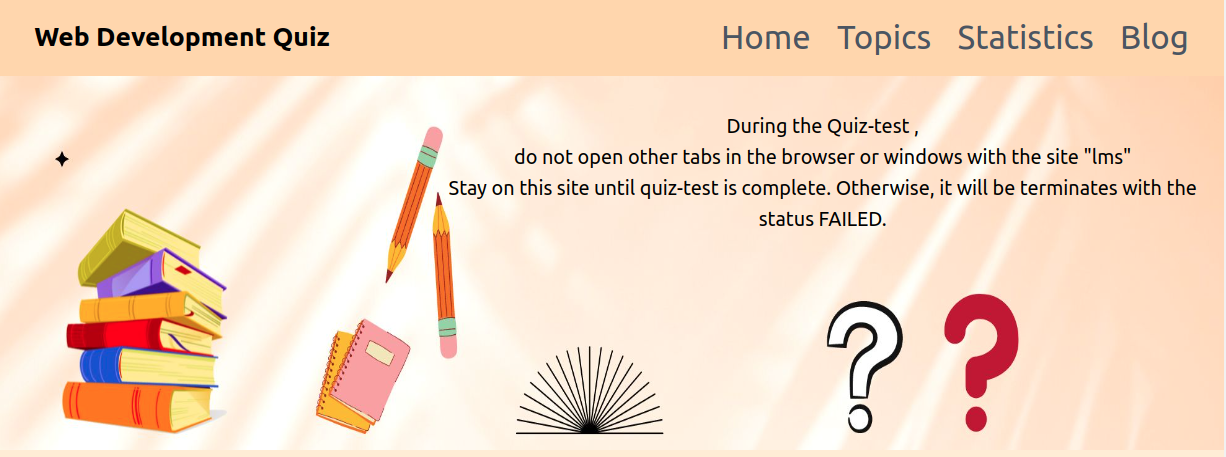 Web Development Quiz
Home Topics Statistics Blog
During the Quiz-test ,
do not open other tabs in the browser or windows with the site "lms"
Stay on this site until quiz-test is complete. Otherwise, it will be terminates with the
status FAILED.
? ?